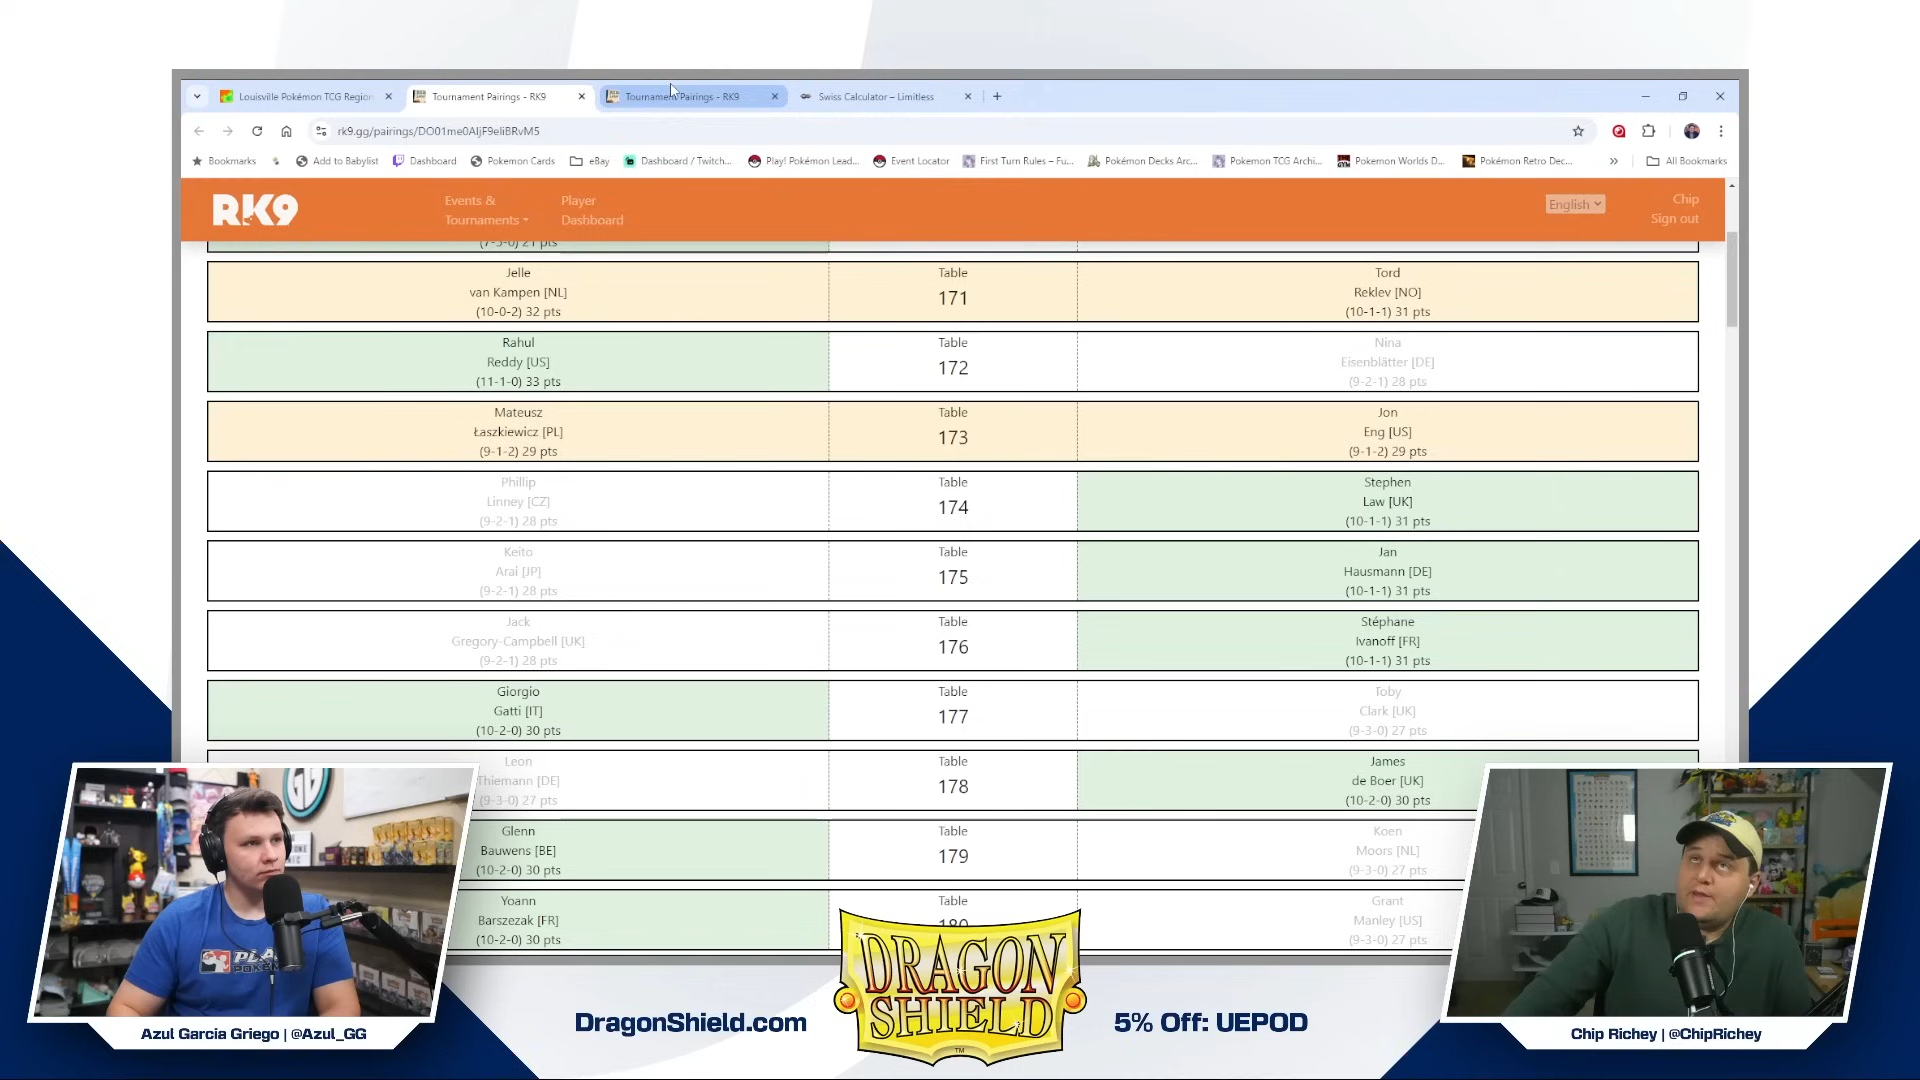 Louisville Pokémon TCG Region
Tournament Pairings - RK9
Tournament Pairings - RK9
Swiss Calculator – Limitless
rk9.gg/pairings/DO01me0AljF9eliBRvM5
Bookmarks
Add to Babylist
Dashboard
Pokemon Cards
eBay
Dashboard / Twitch...
Play! Pokémon Lead...
Event Locator
First Turn Rules – Fu...
Pokémon Decks Arc...
Pokemon TCG Archi...
Pokemon Worlds D...
Pokémon Retro Dec...
All Bookmarks
RK9
Events &
Tournaments
Player
Dashboard
English
Chip
Sign out
(7-5-0) 21 pts
Jelle
van Kampen [NL]
(10-0-2) 32 pts
Table
171
Tord
Reklev [NO]
(10-1-1) 31 pts
Rahul
Reddy [US]
(11-1-0) 33 pts
Table
172
Nina
Eisenblätter [DE]
(9-2-1) 28 pts
Mateusz
Łaszkiewicz [PL]
(9-1-2) 29 pts
Table
173
Jon
Eng [US]
(9-1-2) 29 pts
Phillip
Linney [CZ]
(9-2-1) 28 pts
Table
174
Stephen
Law [UK]
(10-1-1) 31 pts
Keito
Arai [JP]
(9-2-1) 28 pts
Table
175
Jan
Hausmann [DE]
(10-1-1) 31 pts
Jack
Gregory-Campbell [UK]
(9-2-1) 28 pts
Table
176
Stéphane
Ivanoff [FR]
(10-1-1) 31 pts
Giorgio
Gatti [IT]
(10-2-0) 30 pts
Table
177
Toby
Clark [UK]
(9-3-0) 27 pts
Leon
Thiemann [DE]
(9-3-0) 27 pts
Table
178
James
de Boer [UK]
(10-2-0) 30 pts
Glenn
Bauwens [BE]
(10-2-0) 30 pts
Table
179
Koen
Moors [NL]
(9-3-0) 27 pts
Yoann
Barszezak [FR]
(10-2-0) 30 pts
Table
180
Grant
Manley [US]
(9-3-0) 27 pts
DRAGON
SHIELD
TM
DragonShield.com
5% Off: UEPOD
Azul Garcia Griego | @Azul_GG
Chip Richey | @ChipRichey